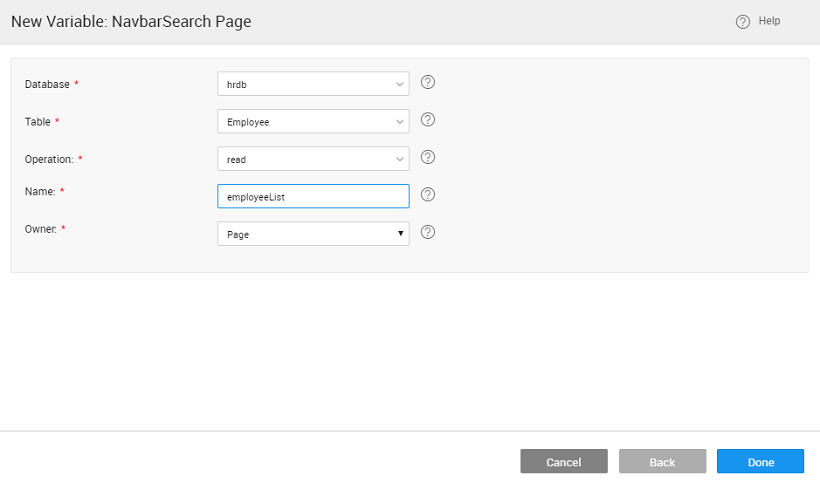 New Variable: NavbarSearch Page
? Help
Database * hrdb ?
Table * Employee ?
Operation: * read ?
Name: * employeeList ?
Owner: * Page ?
Cancel Back Done